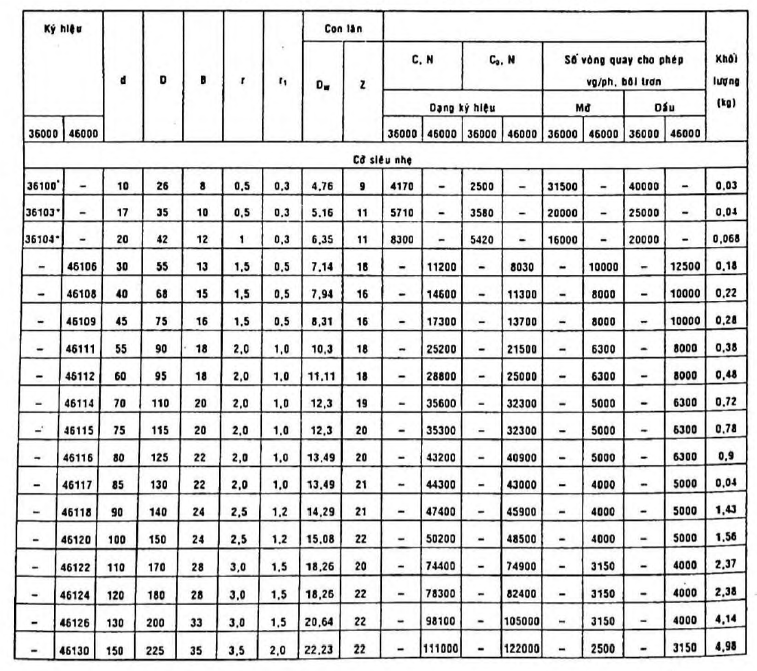 Ký hiệu d D B r r₁ Con lăn Khối lượng (kg)
D_w Z C, N C₀, N Số vòng quay cho phép vg/ph, bôi trơn
Dạng ký hiệu Mỡ Dầu
36000 46000 36000 46000 36000 46000 36000 46000 36000 46000
Cỡ siêu nhẹ
36100* – 10 26 8 0,5 0,3 4,76 9 4170 – 2500 – 31500 – 40000 – 0,03
36103* – 17 35 10 0,5 0,3 5,16 11 5710 – 3580 – 20000 – 25000 – 0,04
36104* – 20 42 12 1 0,3 6,35 11 8300 – 5420 – 16000 – 20000 – 0,068
– 46106 30 55 13 1,5 0,5 7,14 18 – 11200 – 8030 – 10000 – 12500 0,18
– 46108 40 68 15 1,5 0,5 7,94 16 – 14600 – 11300 – 8000 – 10000 0,22
– 46109 45 75 16 1,5 0,5 8,31 16 – 17300 – 13700 – 8000 – 10000 0,28
– 46111 55 90 18 2,0 1,0 10,3 18 – 25200 – 21500 – 6300 – 8000 0,38
– 46112 60 95 18 2,0 1,0 11,11 18 – 28800 – 25000 – 6300 – 8000 0,48
– 46114 70 110 20 2,0 1,0 12,3 19 – 35600 – 32300 – 5000 – 6300 0,72
– 46115 75 115 20 2,0 1,0 12,3 20 – 35300 – 32300 – 5000 – 6300 0,78
– 46116 80 125 22 2,0 1,0 13,49 20 – 43200 – 40900 – 5000 – 6300 0,9
– 46117 85 130 22 2,0 1,0 13,49 21 – 44300 – 43000 – 4000 – 5000 0,04
– 46118 90 140 24 2,5 1,2 14,29 21 – 47400 – 45900 – 4000 – 5000 1,43
– 46120 100 150 24 2,5 1,2 15,08 22 – 50200 – 48500 – 4000 – 5000 1,56
– 46122 110 170 28 3,0 1,5 18,26 20 – 74400 – 74900 – 3150 – 4000 2,37
– 46124 120 180 28 3,0 1,5 18,26 22 – 78300 – 82400 – 3150 – 4000 2,38
– 46126 130 200 33 3,0 1,5 20,64 22 – 98100 – 105000 – 3150 – 4000 4,14
– 46130 150 225 35 3,5 2,0 22,23 22 – 111000 – 122000 – 2500 – 3150 4,98